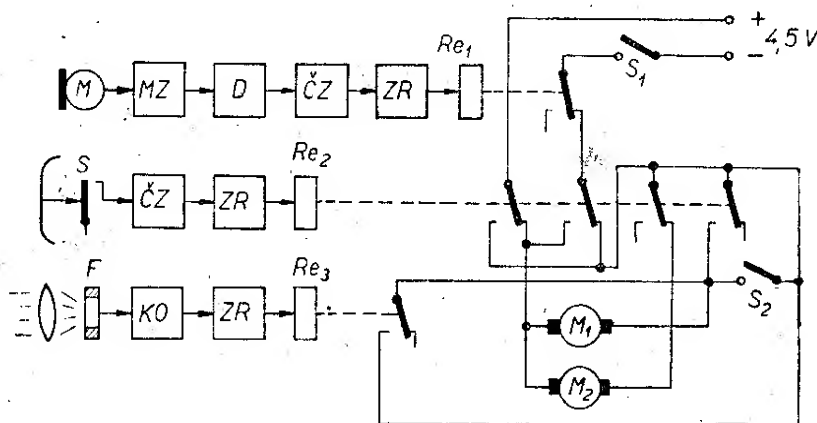 +
4,5 V
–
S1
Re1
M MZ D ČZ ZR
Re2
S ČZ ZR
Re3
F KO ZR
S2
M1
M2